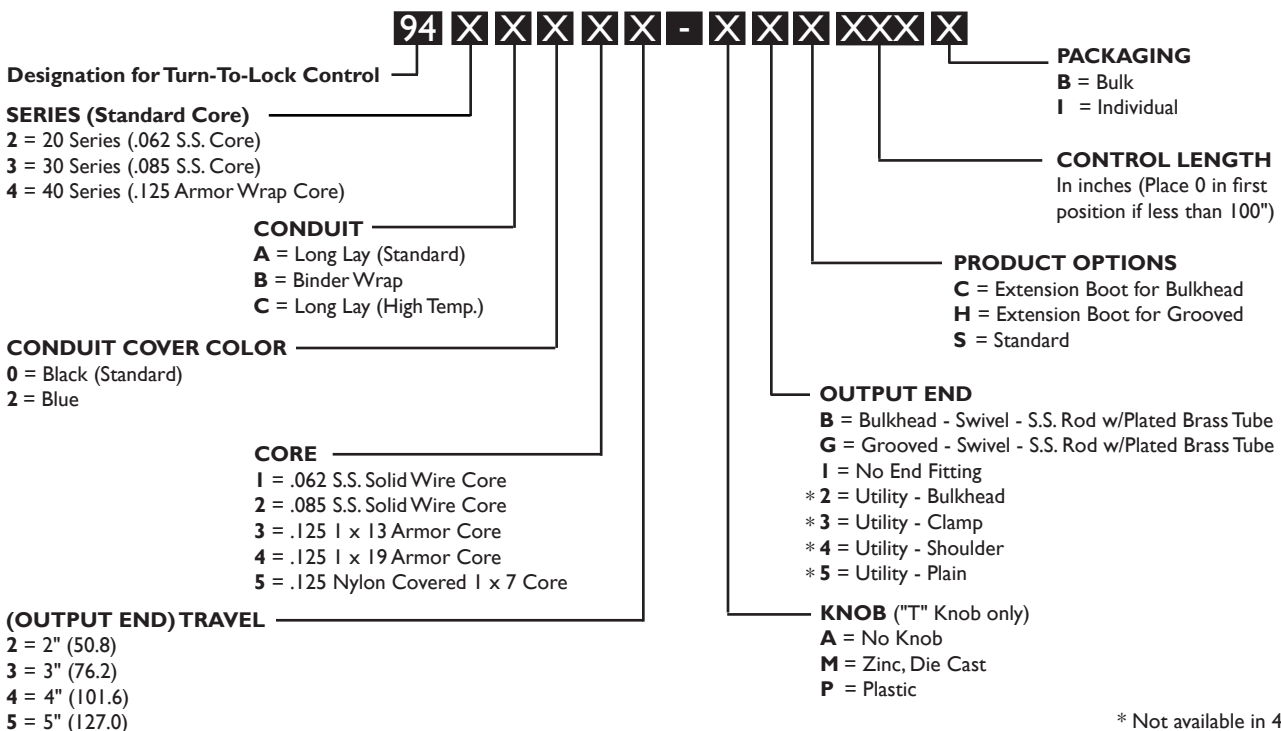 94 X X X X X - X X X XXX X
Designation for Turn-To-Lock Control
SERIES (Standard Core)
2 = 20 Series (.062 S.S. Core)
3 = 30 Series (.085 S.S. Core)
4 = 40 Series (.125 Armor Wrap Core)
CONDUIT
A = Long Lay (Standard)
B = Binder Wrap
C = Long Lay (High Temp.)
CONDUIT COVER COLOR
0 = Black (Standard)
2 = Blue
CORE
1 = .062 S.S. Solid Wire Core
2 = .085 S.S. Solid Wire Core
3 = .125 1 x 13 Armor Core
4 = .125 1 x 19 Armor Core
5 = .125 Nylon Covered 1 x 7 Core
(OUTPUT END) TRAVEL
2 = 2" (50.8)
3 = 3" (76.2)
4 = 4" (101.6)
5 = 5" (127.0)
PACKAGING
B = Bulk
I = Individual
CONTROL LENGTH
In inches (Place 0 in first
position if less than 100")
PRODUCT OPTIONS
C = Extension Boot for Bulkhead
H = Extension Boot for Grooved
S = Standard
OUTPUT END
B = Bulkhead - Swivel - S.S. Rod w/Plated Brass Tube
G = Grooved - Swivel - S.S. Rod w/Plated Brass Tube
1 = No End Fitting
* 2 = Utility - Bulkhead
* 3 = Utility - Clamp
* 4 = Utility - Shoulder
* 5 = Utility - Plain
KNOB ("T" Knob only)
A = No Knob
M = Zinc, Die Cast
P = Plastic
* Not available in 4